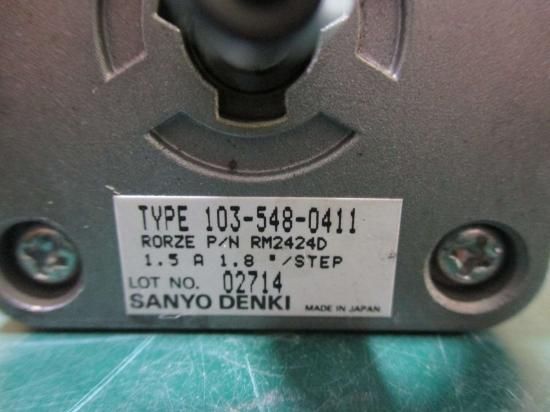 TYPE 103-548-0411
RORZE P/N RM2424D
1.5 A 1.8 °/STEP
LOT NO. 02714
SANYO DENKI MADE IN JAPAN